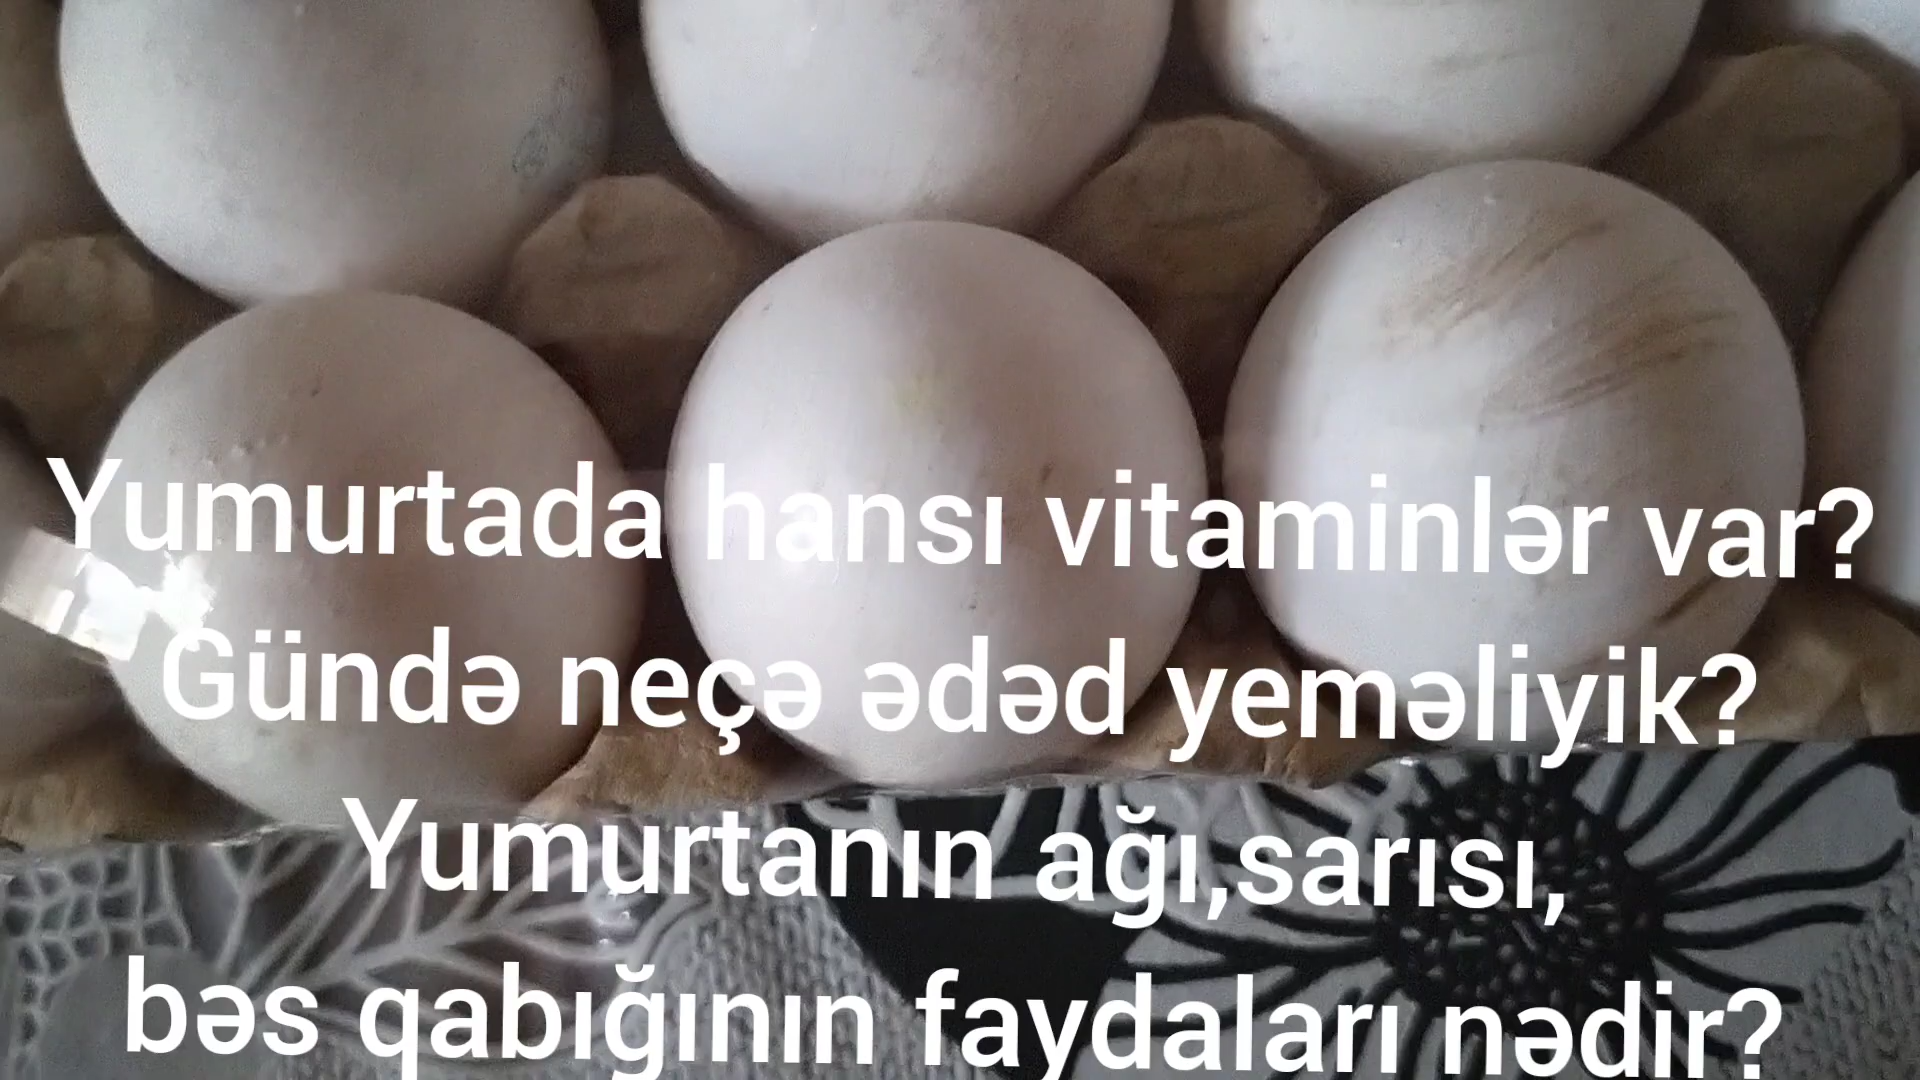 Yumurtada hansı vitaminlər var?
Gündə neçə ədəd yeməliyik?
Yumurtanın ağı,sarısı,
bəs qabığının faydaları nədir?